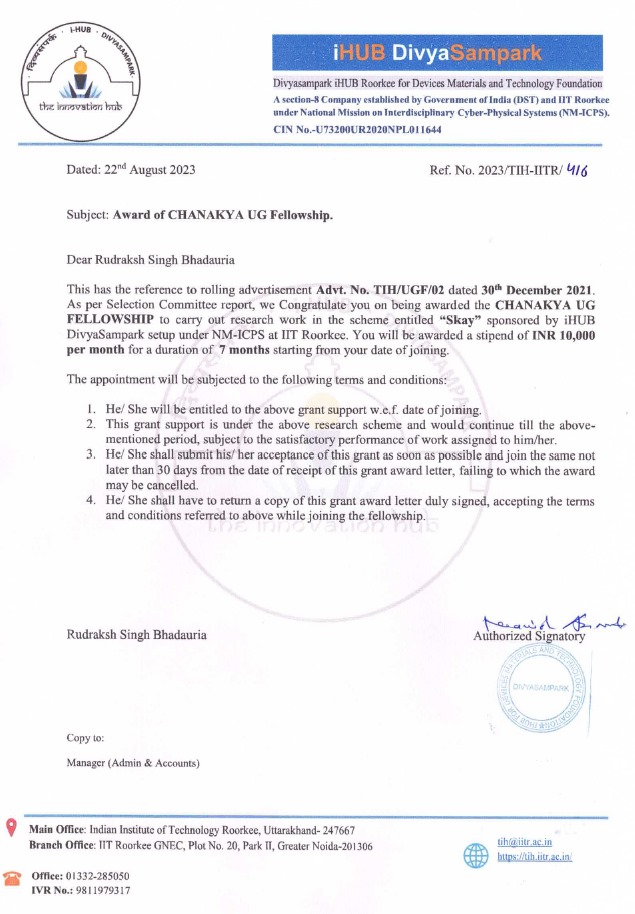 दिव्यसंपर्क · i-HUB · DIVYASAMPARK
the innovation hub
iHUB DivyaSampark
Divyasampark iHUB Roorkee for Devices Materials and Technology Foundation
A section-8 Company established by Government of India (DST) and IIT Roorkee
under National Mission on Interdisciplinary Cyber-Physical Systems (NM-ICPS).
CIN No.-U73200UR2020NPL011644
Dated: 22nd August 2023
Ref. No. 2023/TIH-IITR/ 416
Subject: Award of CHANAKYA UG Fellowship.
Dear Rudraksh Singh Bhadauria
This has the reference to rolling advertisement Advt. No. TIH/UGF/02 dated 30th December 2021.
As per Selection Committee report, we Congratulate you on being awarded the CHANAKYA UG
FELLOWSHIP to carry out research work in the scheme entitled “Skay” sponsored by iHUB
DivyaSampark setup under NM-ICPS at IIT Roorkee. You will be awarded a stipend of INR 10,000
per month for a duration of 7 months starting from your date of joining.
The appointment will be subjected to the following terms and conditions:
1. He/ She will be entitled to the above grant support w.e.f. date of joining.
2. This grant support is under the above research scheme and would continue till the above-
mentioned period, subject to the satisfactory performance of work assigned to him/her.
3. He/ She shall submit his/ her acceptance of this grant as soon as possible and join the same not
later than 30 days from the date of receipt of this grant award letter, failing to which the award
may be cancelled.
4. He/ She shall have to return a copy of this grant award letter duly signed, accepting the terms
and conditions referred to above while joining the fellowship.
the innovation hub
Rudraksh Singh Bhadauria
Authorized Signatory
DIVYASAMPARK
Copy to:
Manager (Admin & Accounts)
Main Office: Indian Institute of Technology Roorkee, Uttarakhand- 247667
Branch Office: IIT Roorkee GNEC, Plot No. 20, Park II, Greater Noida-201306
tih@iitr.ac.in
https://tih.iitr.ac.in/
Office: 01332-285050
IVR No.: 9811979317